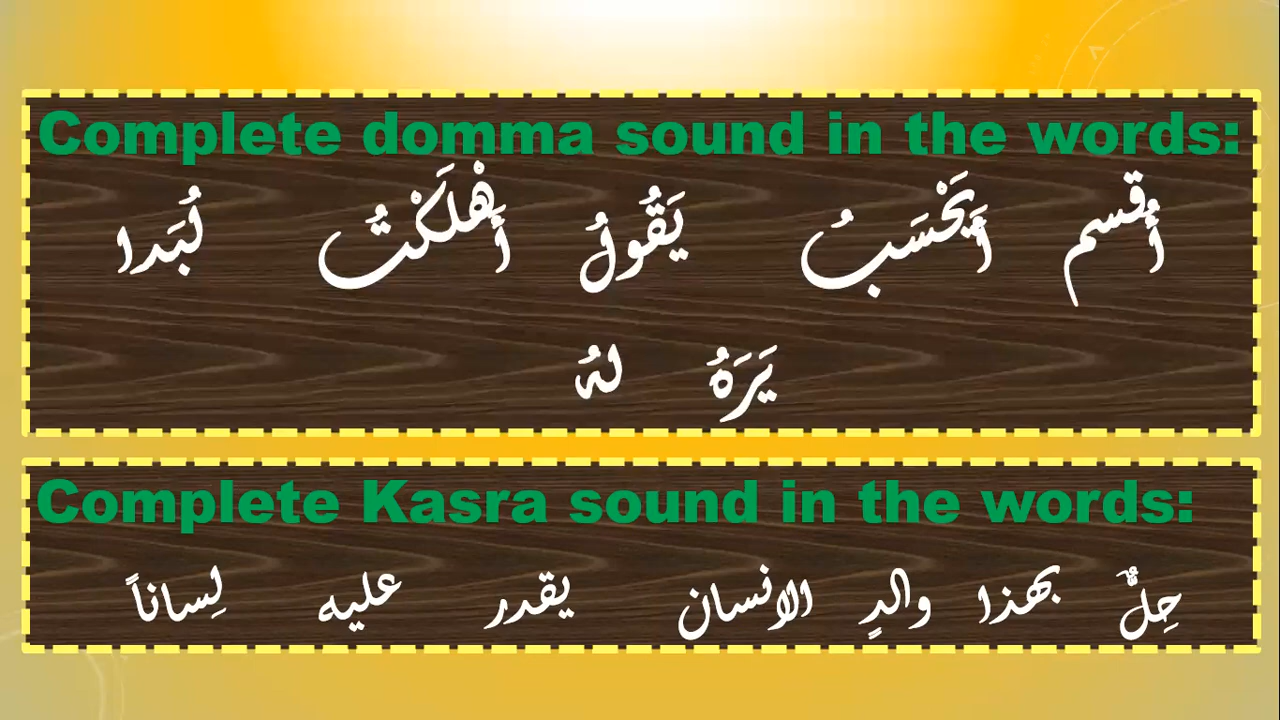 Complete domma sound in the words:
أُقسم أَيَحْسَبُ يَقُولُ أَهْلَكْتُ لُبَدا
يَرَهُ لهُ
Complete Kasra sound in the words:
حِلٌّ بهذا والدٍ الانسان يقدر عليه لِساناً